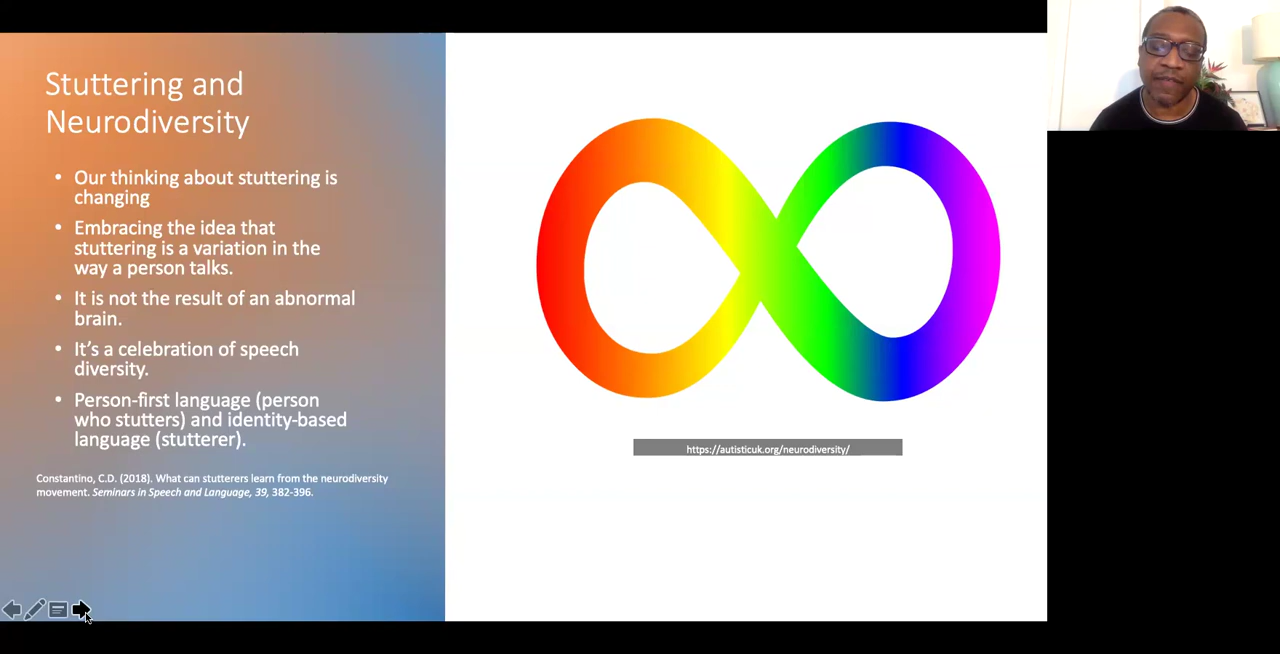 Stuttering and
Neurodiversity
• Our thinking about stuttering is
changing
• Embracing the idea that
stuttering is a variation in the
way a person talks.
• It is not the result of an abnormal
brain.
• It’s a celebration of speech
diversity.
• Person-first language (person
who stutters) and identity-based
language (stutterer).
Constantino, C.D. (2018). What can stutterers learn from the neurodiversity
movement. Seminars in Speech and Language, 39, 382-396.
https://autisticuk.org/neurodiversity/